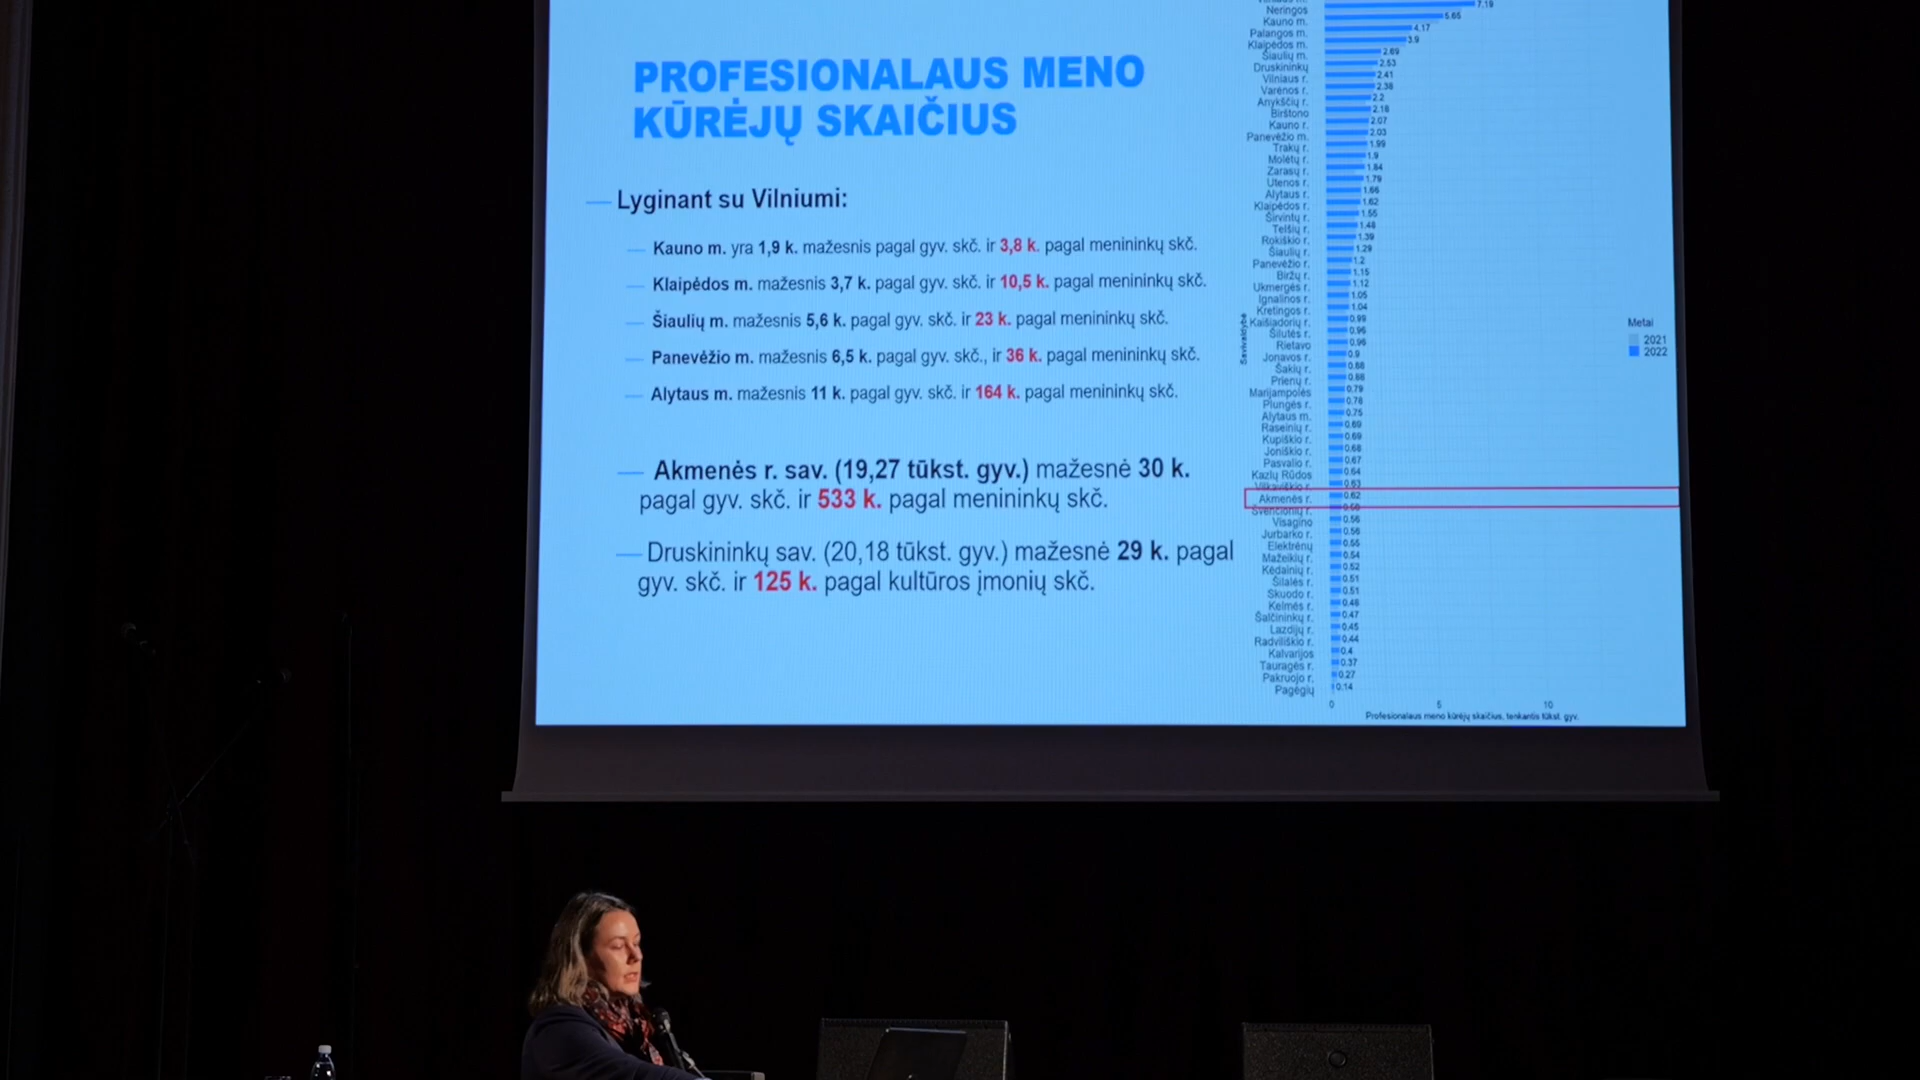 PROFESIONALAUS MENO
KŪRĖJŲ SKAIČIUS
Lyginant su Vilniumi:
Kauno m. yra 1,9 k. mažesnis pagal gyv. skč. ir 3,8 k. pagal menininkų skč.
Klaipėdos m. mažesnis 3,7 k. pagal gyv. skč. ir 10,5 k. pagal menininkų skč.
Šiaulių m. mažesnis 5,6 k. pagal gyv. skč. ir 23 k. pagal menininkų skč.
Panevėžio m. mažesnis 6,5 k. pagal gyv. skč., ir 36 k. pagal menininkų skč.
Alytaus m. mažesnis 11 k. pagal gyv. skč. ir 164 k. pagal menininkų skč.
Akmenės r. sav. (19,27 tūkst. gyv.) mažesnė 30 k.
pagal gyv. skč. ir 533 k. pagal menininkų skč.
Druskininkų sav. (20,18 tūkst. gyv.) mažesnė 29 k. pagal
gyv. skč. ir 125 k. pagal kultūros įmonių skč.
Savivaldybė
Neringos
Kauno m.
Palangos m.
Klaipėdos m.
Šiaulių m.
Druskininkų
Vilniaus r.
Varėnos r.
Anykščių r.
Birštono
Kauno r.
Panevėžio m.
Trakų r.
Molėtų r.
Zarasų r.
Utenos r.
Alytaus r.
Klaipėdos r.
Širvintų r.
Telšių r.
Rokiškio r.
Šiaulių r.
Panevėžio r.
Biržų r.
Ukmergės r.
Ignalinos r.
Kretingos r.
Kaišiadorių r.
Šilutės r.
Rietavo
Jonavos r.
Šakių r.
Prienų r.
Marijampolės
Plungės r.
Alytaus m.
Raseinių r.
Kupiškio r.
Joniškio r.
Pasvalio r.
Kazlų Rūdos
Vilkaviškio r.
Akmenės r.
Švenčionių r.
Visagino
Jurbarko r.
Elektrėnų
Mažeikių r.
Kėdainių r.
Šilalės r.
Skuodo r.
Kelmės r.
Šalčininkų r.
Lazdijų r.
Radviliškio r.
Kalvarijos
Tauragės r.
Pakruojo r.
Pagėgių
7.19
5.65
4.17
3.9
2.69
2.53
2.41
2.38
2.2
2.18
2.07
2.03
1.99
1.9
1.84
1.79
1.66
1.62
1.55
1.48
1.39
1.29
1.2
1.15
1.12
1.05
1.04
0.99
0.96
0.96
0.9
0.88
0.88
0.79
0.78
0.75
0.69
0.69
0.68
0.67
0.64
0.63
0.62
0.56
0.56
0.55
0.54
0.52
0.51
0.51
0.48
0.47
0.45
0.44
0.4
0.37
0.27
0.14
0 5 10
Profesionalaus meno kūrėjų skaičius, tenkantis tūkst. gyv.
Metai
2021
2022